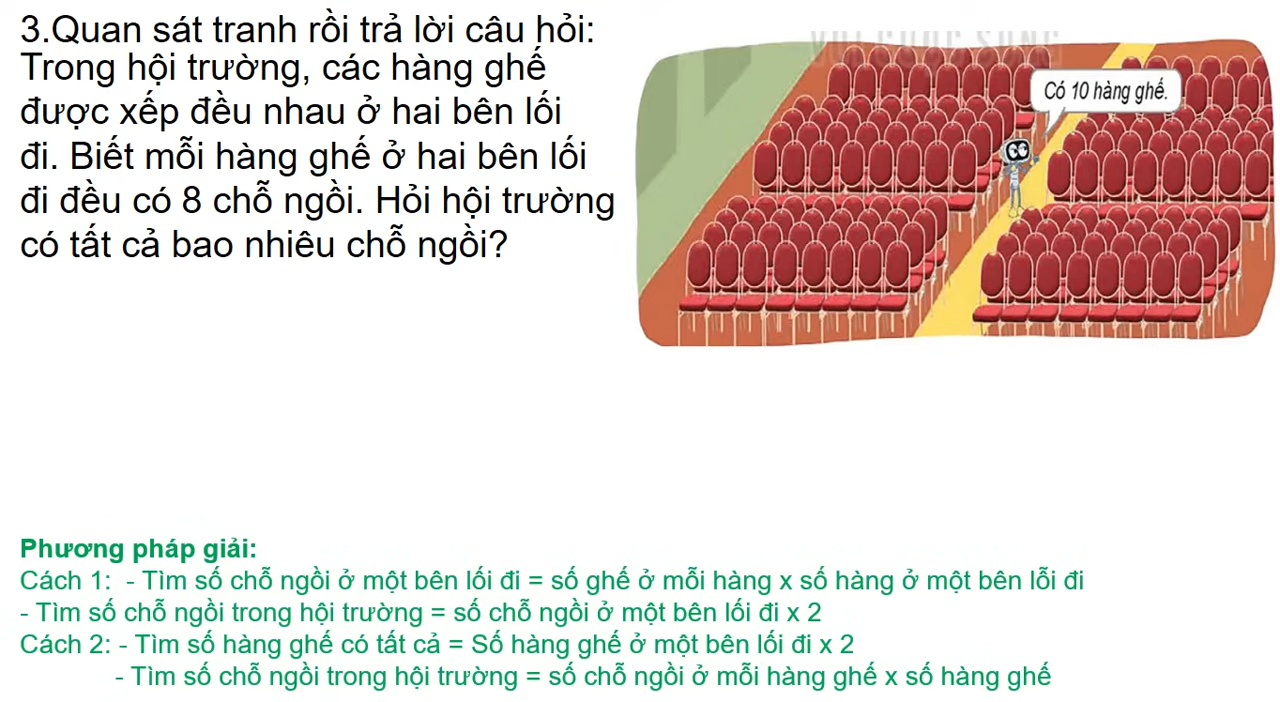 3.Quan sát tranh rồi trả lời câu hỏi:
Trong hội trường, các hàng ghế
được xếp đều nhau ở hai bên lối
đi. Biết mỗi hàng ghế ở hai bên lối
đi đều có 8 chỗ ngồi. Hỏi hội trường
có tất cả bao nhiêu chỗ ngồi?
Có 10 hàng ghế.
Phương pháp giải:
Cách 1:  - Tìm số chỗ ngồi ở một bên lối đi = số ghế ở mỗi hàng x số hàng ở một bên lỗi đi
- Tìm số chỗ ngồi trong hội trường = số chỗ ngồi ở một bên lối đi x 2
Cách 2: - Tìm số hàng ghế có tất cả = Số hàng ghế ở một bên lối đi x 2
- Tìm số chỗ ngồi trong hội trường = số chỗ ngồi ở mỗi hàng ghế x số hàng ghế